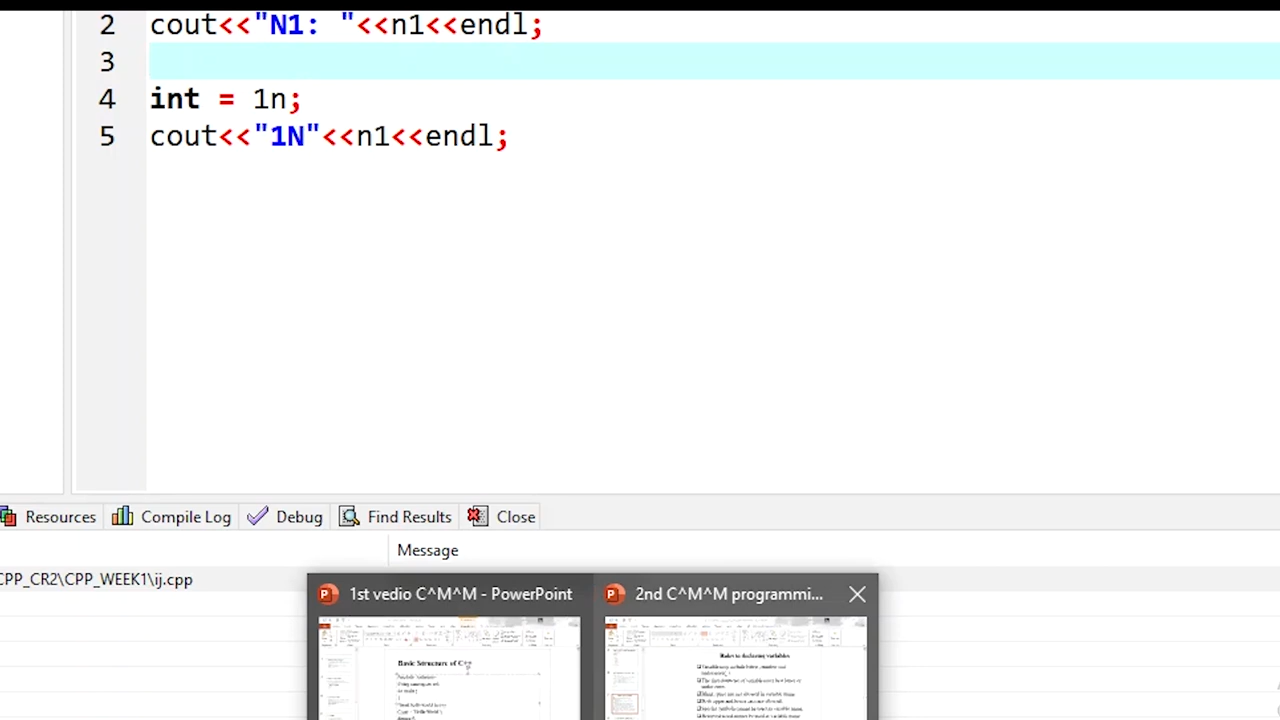 2 cout<<"N1: "<<n1<<endl;
3
4 int = 1n;
5 cout<<"1N"<<n1<<endl;
Resources Compile Log Debug Find Results Close
Message
CPP_CR2\CPP_WEEK1\ij.cpp
1st vedio C^M^M - PowerPoint 2nd C^M^M programmi...
Basic Structure of C++ Rules to declaring variables